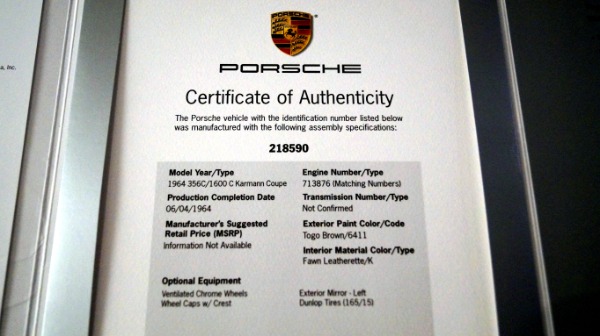 s, Inc.
PORSCHE
PORSCHE
Certificate of Authenticity
The Porsche vehicle with the identification number listed below
was manufactured with the following assembly specifications:
218590
Model Year/Type
1964 356C/1600 C Karmann Coupe
Production Completion Date
06/04/1964
Manufacturer's Suggested
Retail Price (MSRP)
Information Not Available
Engine Number/Type
713876 (Matching Numbers)
Transmission Number/Type
Not Confirmed
Exterior Paint Color/Code
Togo Brown/6411
Interior Material Color/Type
Fawn Leatherette/K
Optional Equipment
Ventilated Chrome Wheels
Wheel Caps w/ Crest
Exterior Mirror - Left
Dunlop Tires (165/15)